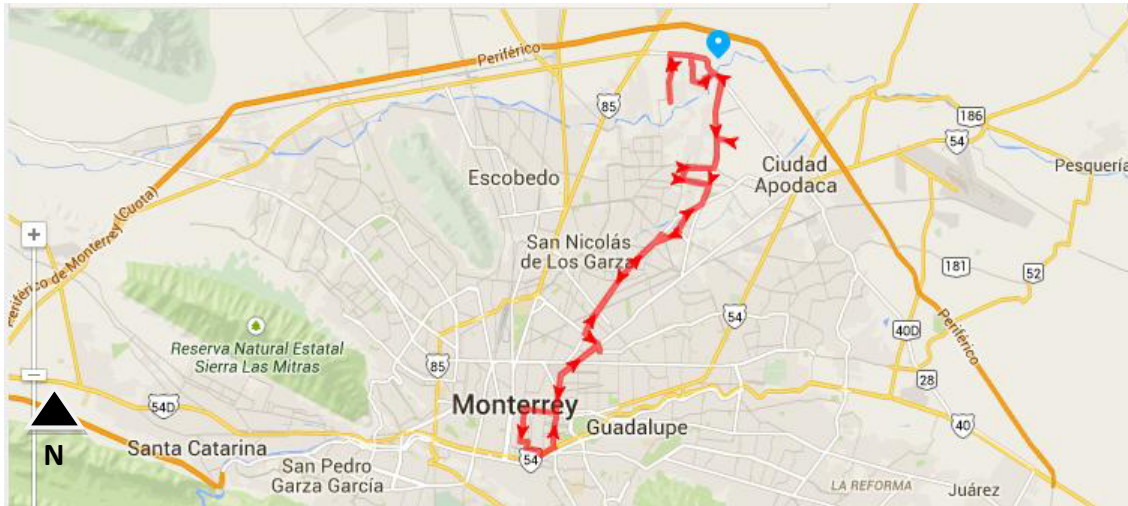 Periférico
85
186
54
Pesquería
Escobedo
Ciudad
Apodaca
Periférico de Monterrey (Cuota)
+
San Nicolás
de Los Garza
181
52
54
40D
Periférico
Reserva Natural Estatal
Sierra Las Mitras
85
28
−
54D
Monterrey
Guadalupe
40
N
Santa Catarina
54
San Pedro
Garza García
LA REFORMA
Juárez